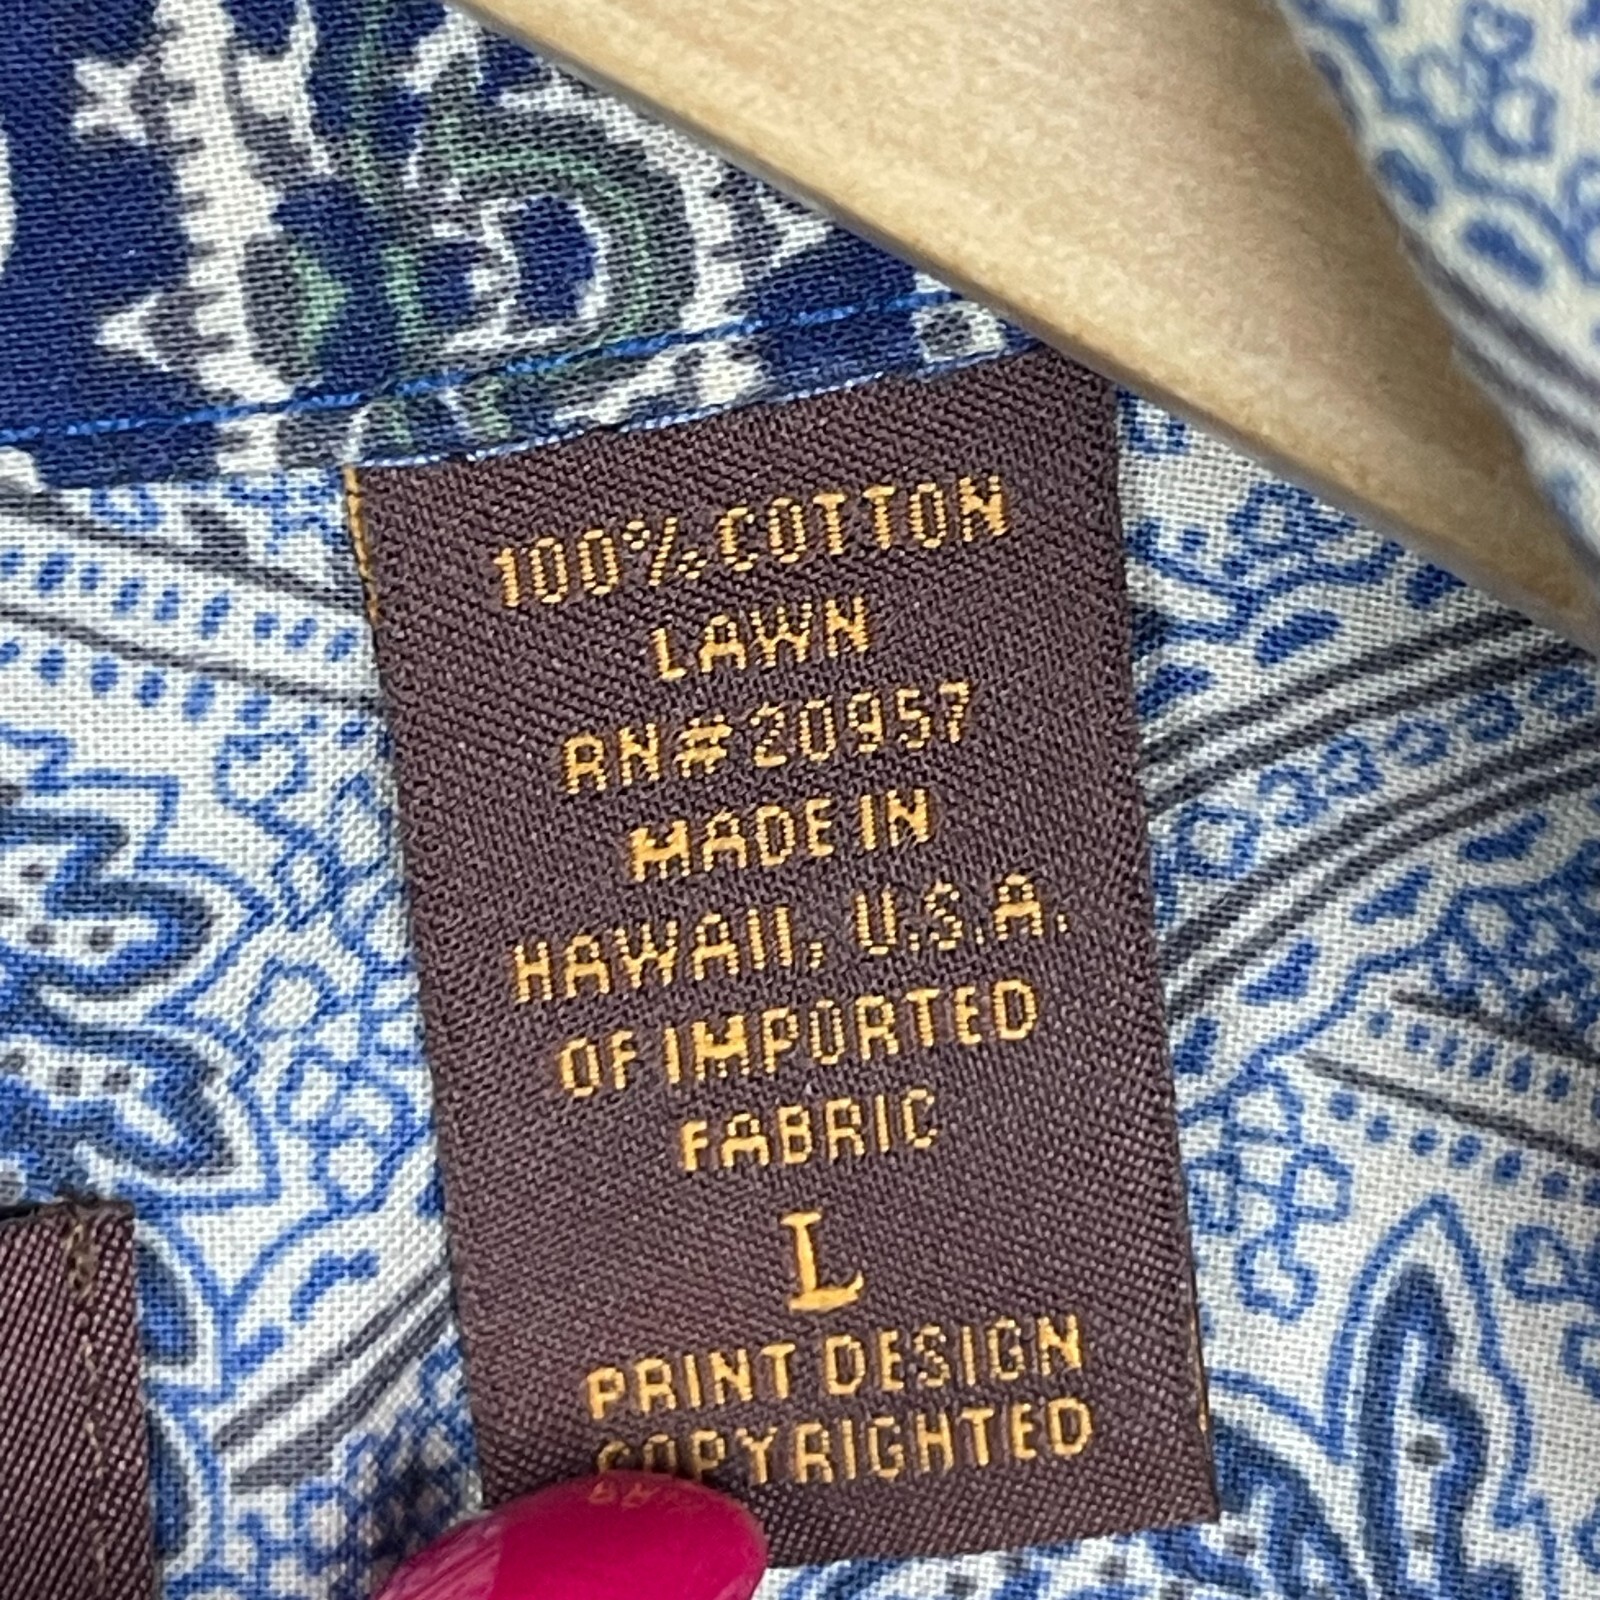 100% COTTON
LAWN
RN#20957
MADE IN
HAWAII, U.S.A.
OF IMPORTED
FABRIC
L
PRINT DESIGN
COPYRIGHTED